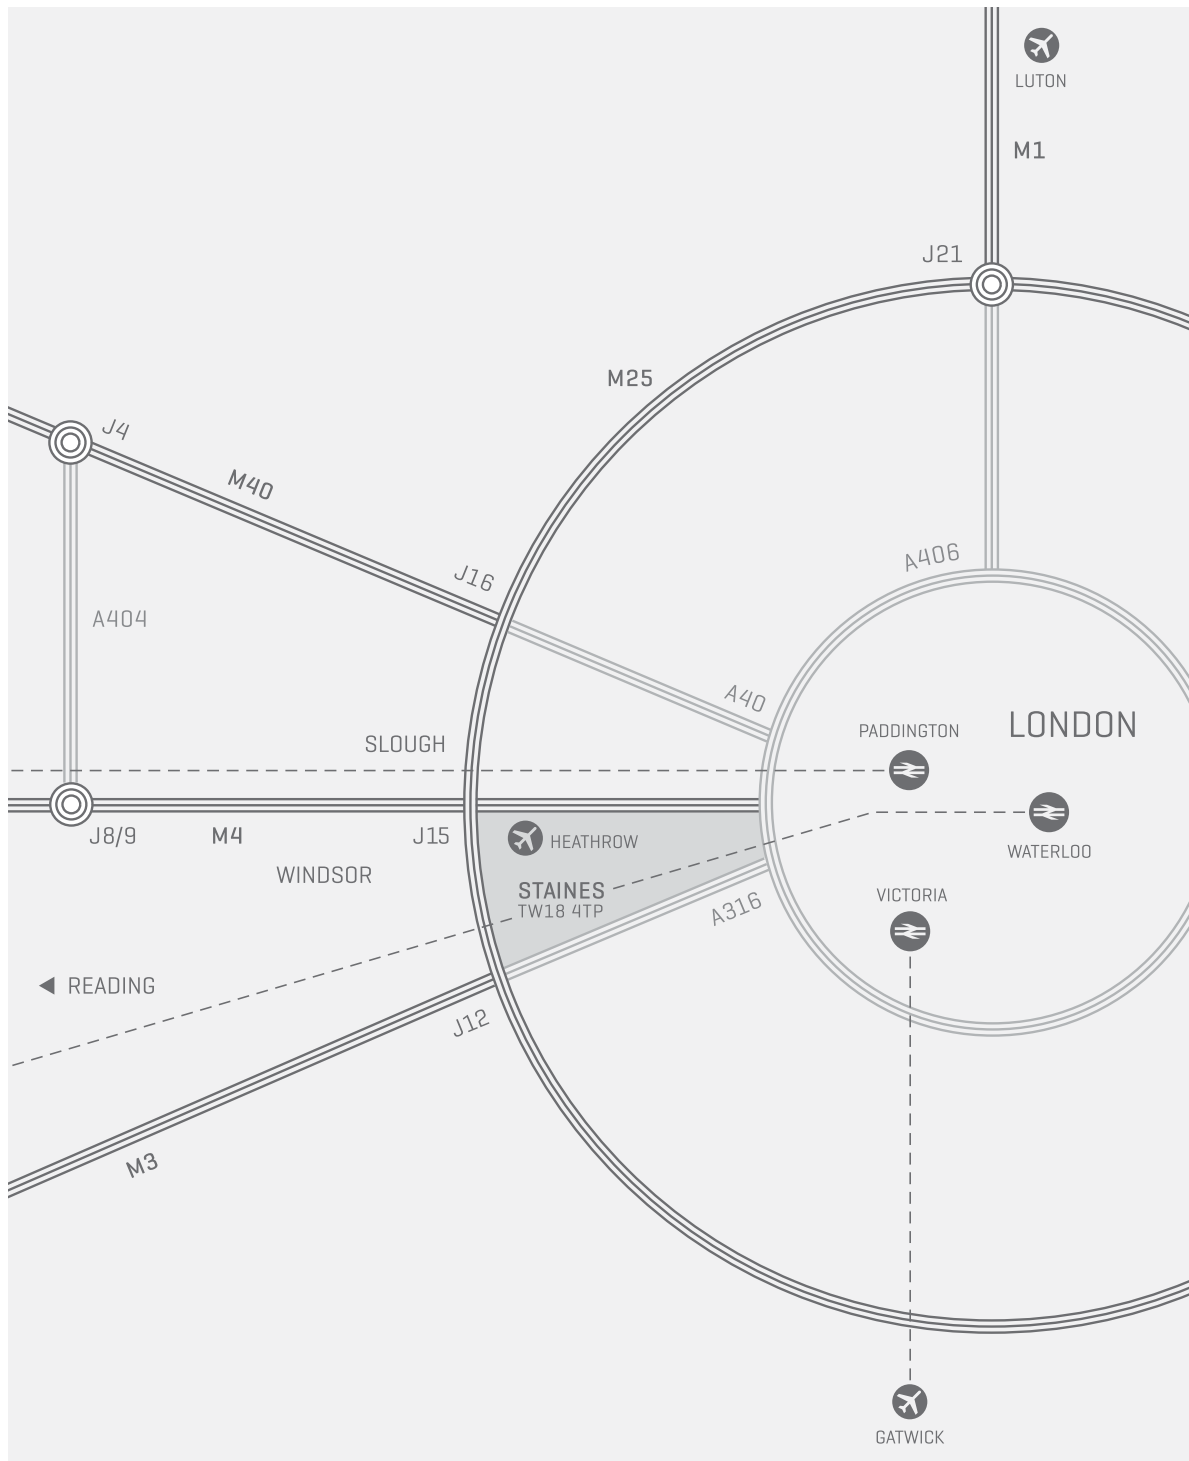 LUTON
M1
J21
M25
J4
M40
A406
J16
A404
A40
LONDON
PADDINGTON
SLOUGH
J8/9
M4
J15
HEATHROW
WATERLOO
WINDSOR
STAINES
TW18 4TP
VICTORIA
A316
READING
J12
M3
GATWICK